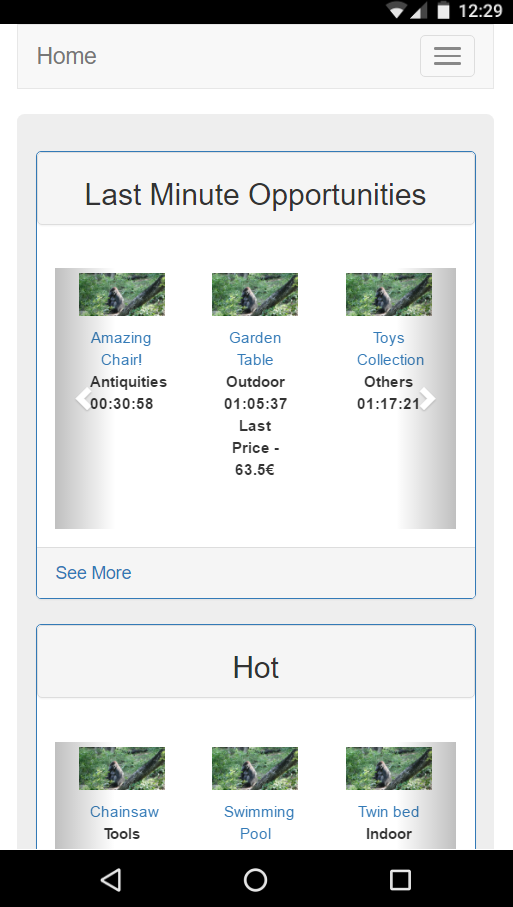 12:29
Home
Last Minute Opportunities
Amazing
Chair!
Antiquities
00:30:58
Garden
Table
Outdoor
01:05:37
Last
Price -
63.5€
Toys
Collection
Others
01:17:21
See More
Hot
Chainsaw
Tools
Swimming
Pool
Twin bed
Indoor